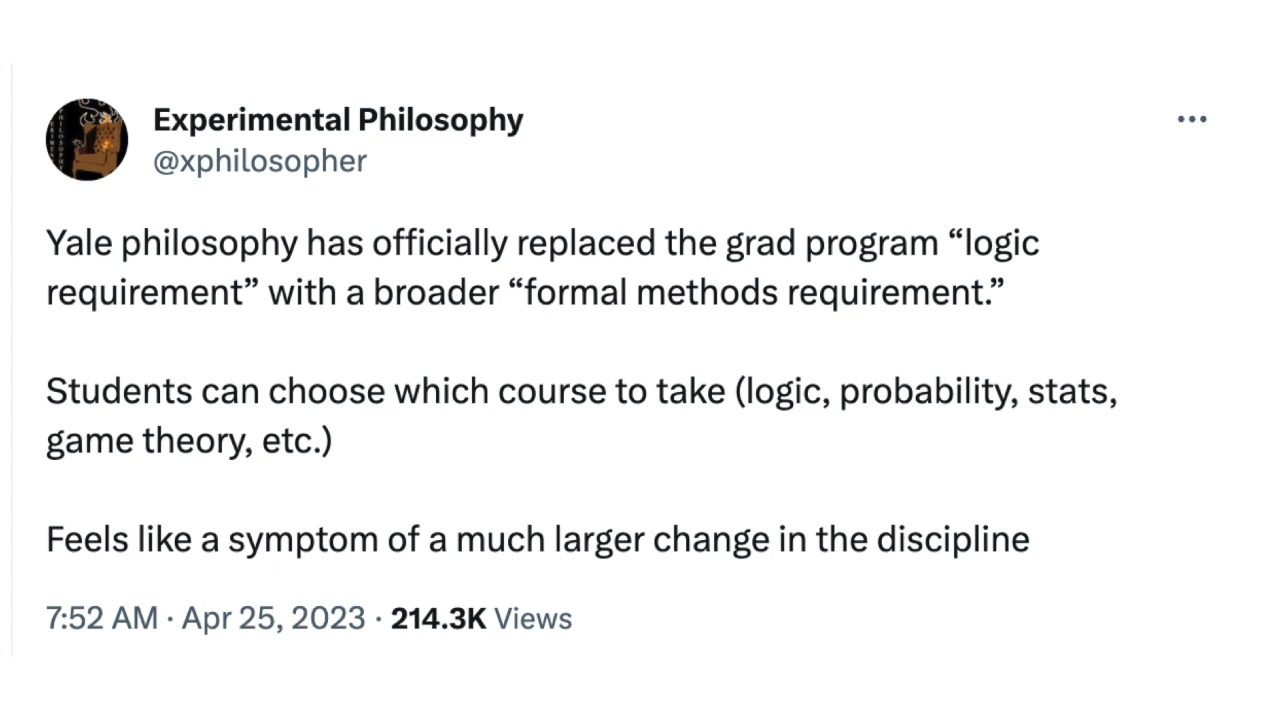 Experimental Philosophy
@xphilosopher
Yale philosophy has officially replaced the grad program “logic
requirement” with a broader “formal methods requirement.”
Students can choose which course to take (logic, probability, stats,
game theory, etc.)
Feels like a symptom of a much larger change in the discipline
7:52 AM · Apr 25, 2023 · 214.3K Views